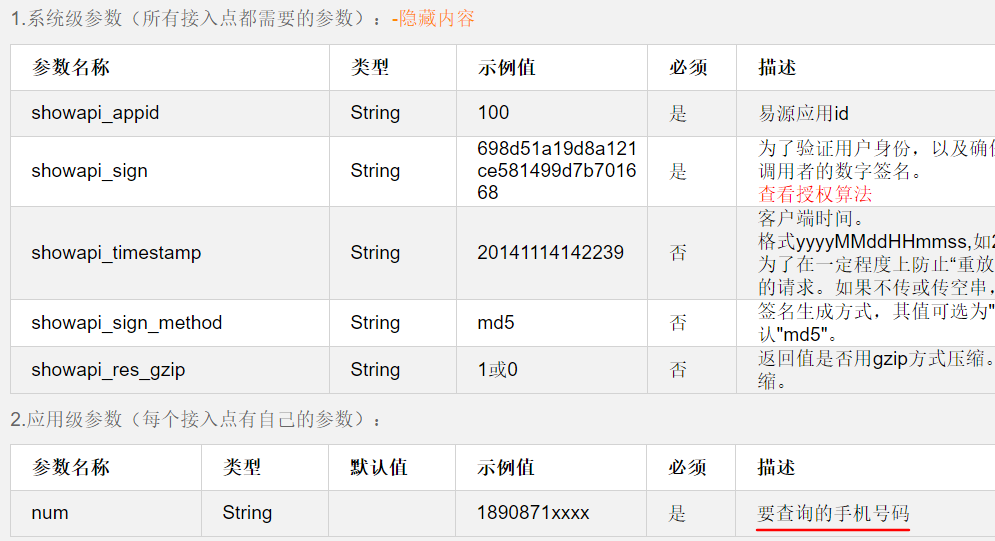 1.系统级参数（所有接入点都需要的参数）：-隐藏内容
参数名称 类型 示例值 必须 描述
showapi_appid String 100 是 易源应用id
showapi_sign String 698d51a19d8a121ce581499d7b701668 是 为了验证用户身份，以及确
调用者的数字签名。
查看授权算法
showapi_timestamp String 20141114142239 否 客户端时间。
格式yyyyMMddHHmmss,如2
为了在一定程度上防止“重放
的请求。如果不传或传空串，
showapi_sign_method String md5 否 签名生成方式，其值可选为"
认"md5"。
showapi_res_gzip String 1或0 否 返回值是否用gzip方式压缩。
缩。
2.应用级参数（每个接入点有自己的参数）：
参数名称 类型 默认值 示例值 必须 描述
num String 1890871xxxx 是 要查询的手机号码